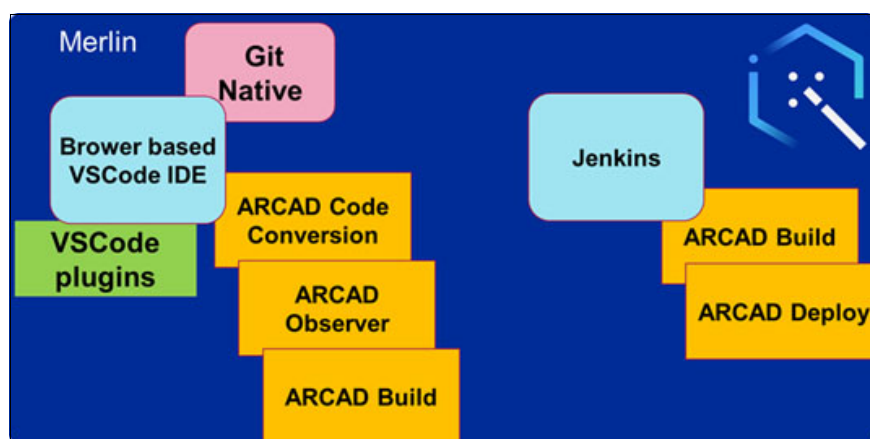 Merlin
Git
Native
Brower based
VSCode IDE
VSCode
plugins
ARCAD Code
Conversion
ARCAD
Observer
ARCAD Build
Jenkins
ARCAD Build
ARCAD Deploy